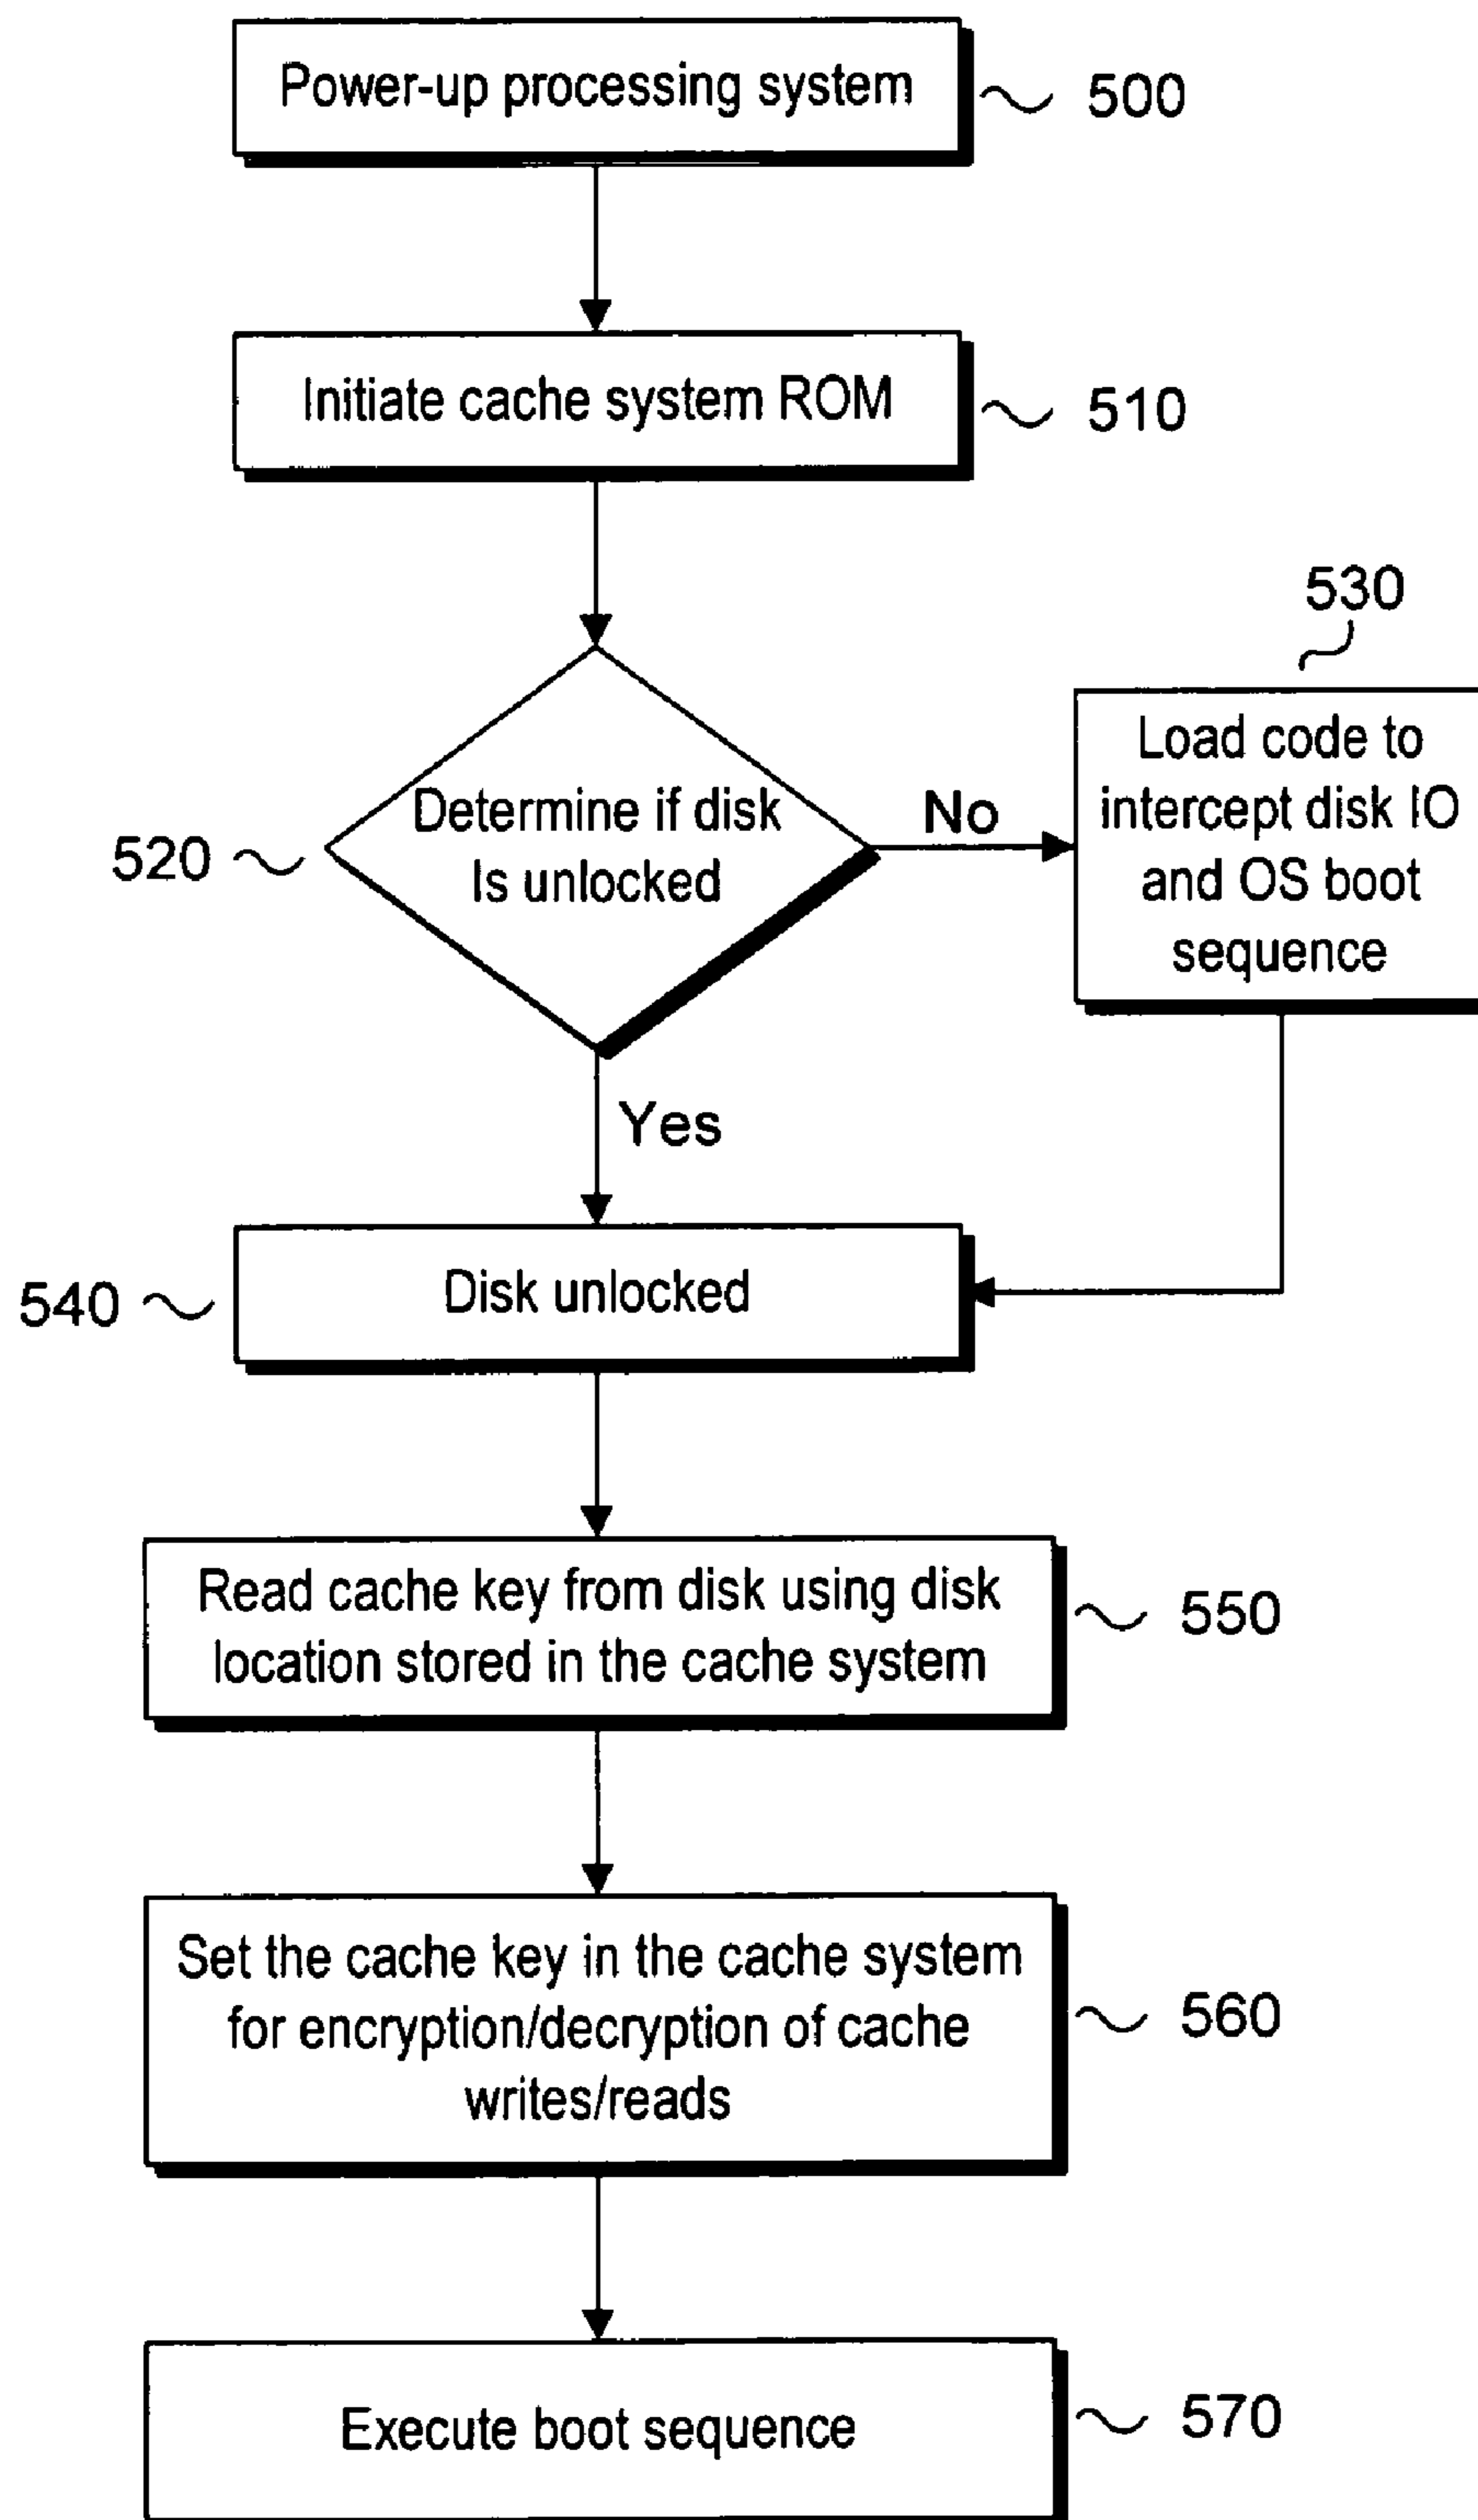 Power-up processing system
500
Initiate cache system ROM
510
530
Load code to
intercept disk IO
and OS boot
sequence
Determine if disk
Is unlocked
520
No
Yes
Disk unlocked
540
Read cache key from disk using disk
location stored in the cache system
550
Set the cache key in the cache system
for encryption/decryption of cache
writes/reads
560
Execute boot sequence
570